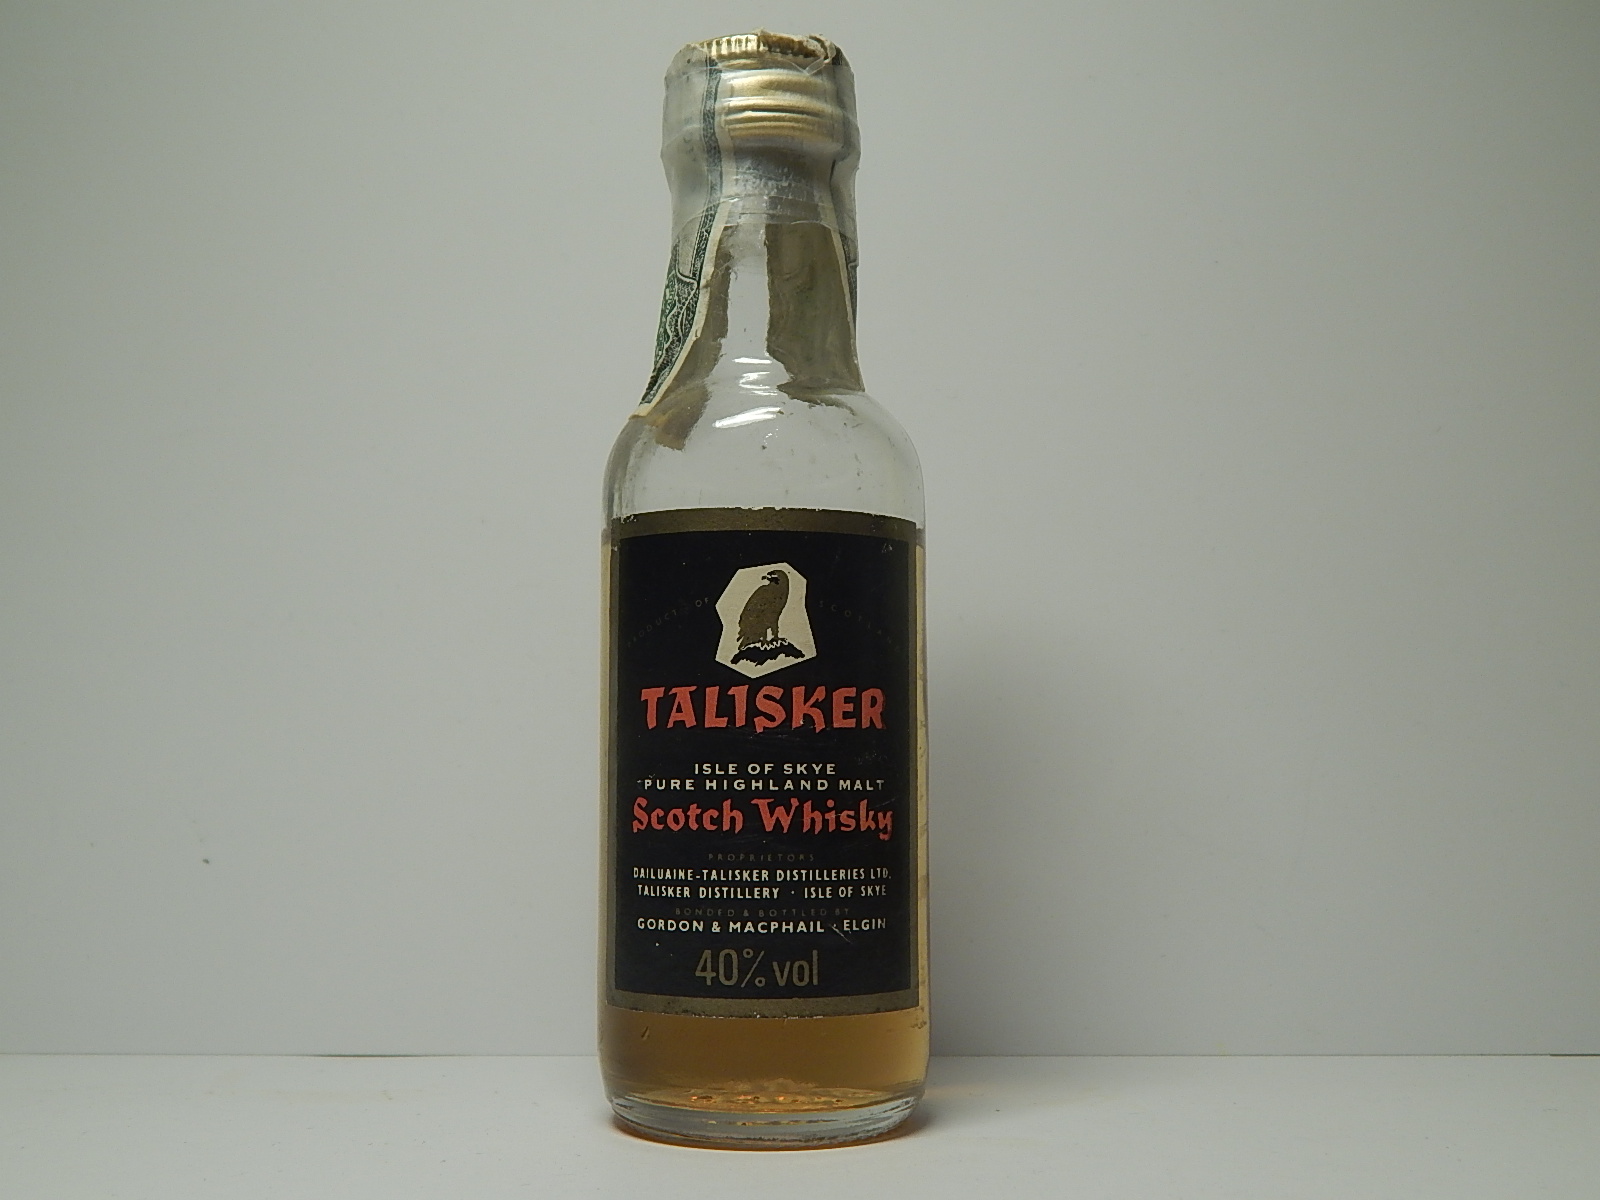 PRODUCT OF SCOTLAND
TALISKER
ISLE OF SKYE
PURE HIGHLAND MALT
Scotch Whisky
PROPRIETORS
DAILUAINE-TALISKER DISTILLERIES LTD.
TALISKER DISTILLERY · ISLE OF SKYE
BONDED & BOTTLED BY
GORDON & MACPHAIL · ELGIN
40% vol